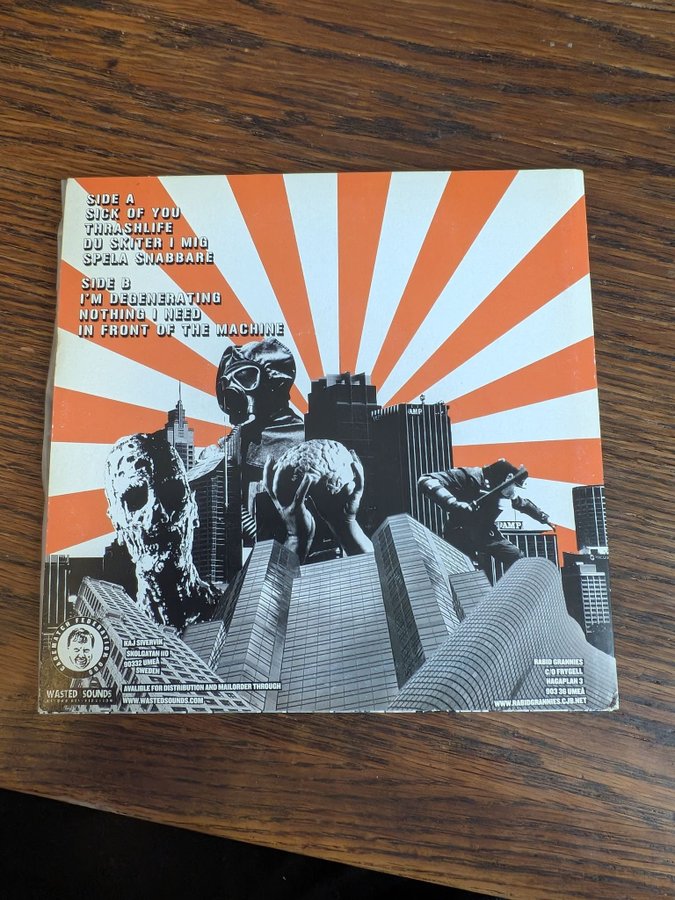 SIDE A
SICK OF YOU
THRASHLIFE
DU SKITER I MIG
SPELA SNABBARE
SIDE B
I'M DEGENERATING
NOTHING I NEED
IN FRONT OF THE MACHINE
AMP
AMP
KAJ SIVERVIK
SKOLGATAN 110
90332 UMEÅ
SWEDEN
AVALIBLE FOR DISTRIBUTION AND MAILORDER THROUGH
WWW.WASTEDSOUNDS.COM
WASTED SOUNDS
RABID GRANNIES
C/O FRYCELL
HAGAPLAN 3
903 36 UMEÅ
WWW.RABIDGRANNIES.CJB.NET